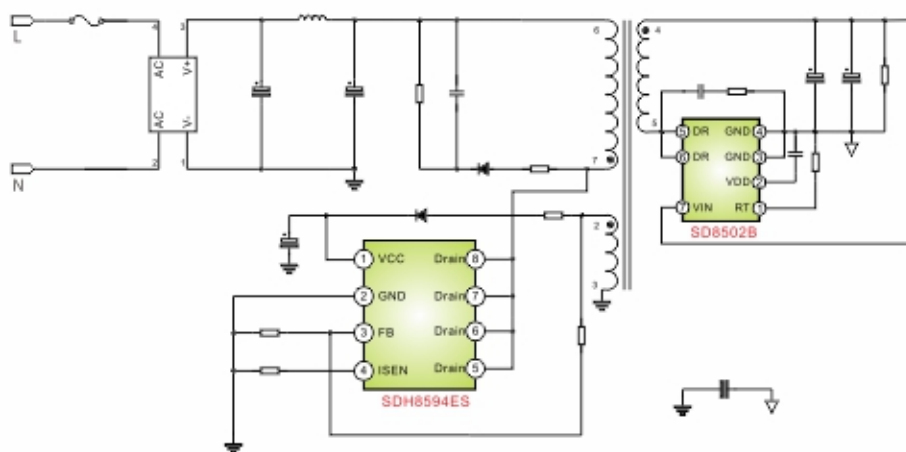 L
N
4
3
AC
V+
AC
V-
2
1
6
7
4
5
2
3
5
DR
GND
4
6
DR
GND
3
VDD
2
7
VIN
RT
1
SD8502B
1
VCC
Drain
8
2
GND
Drain
7
3
FB
Drain
6
4
ISEN
Drain
5
SDH8594ES